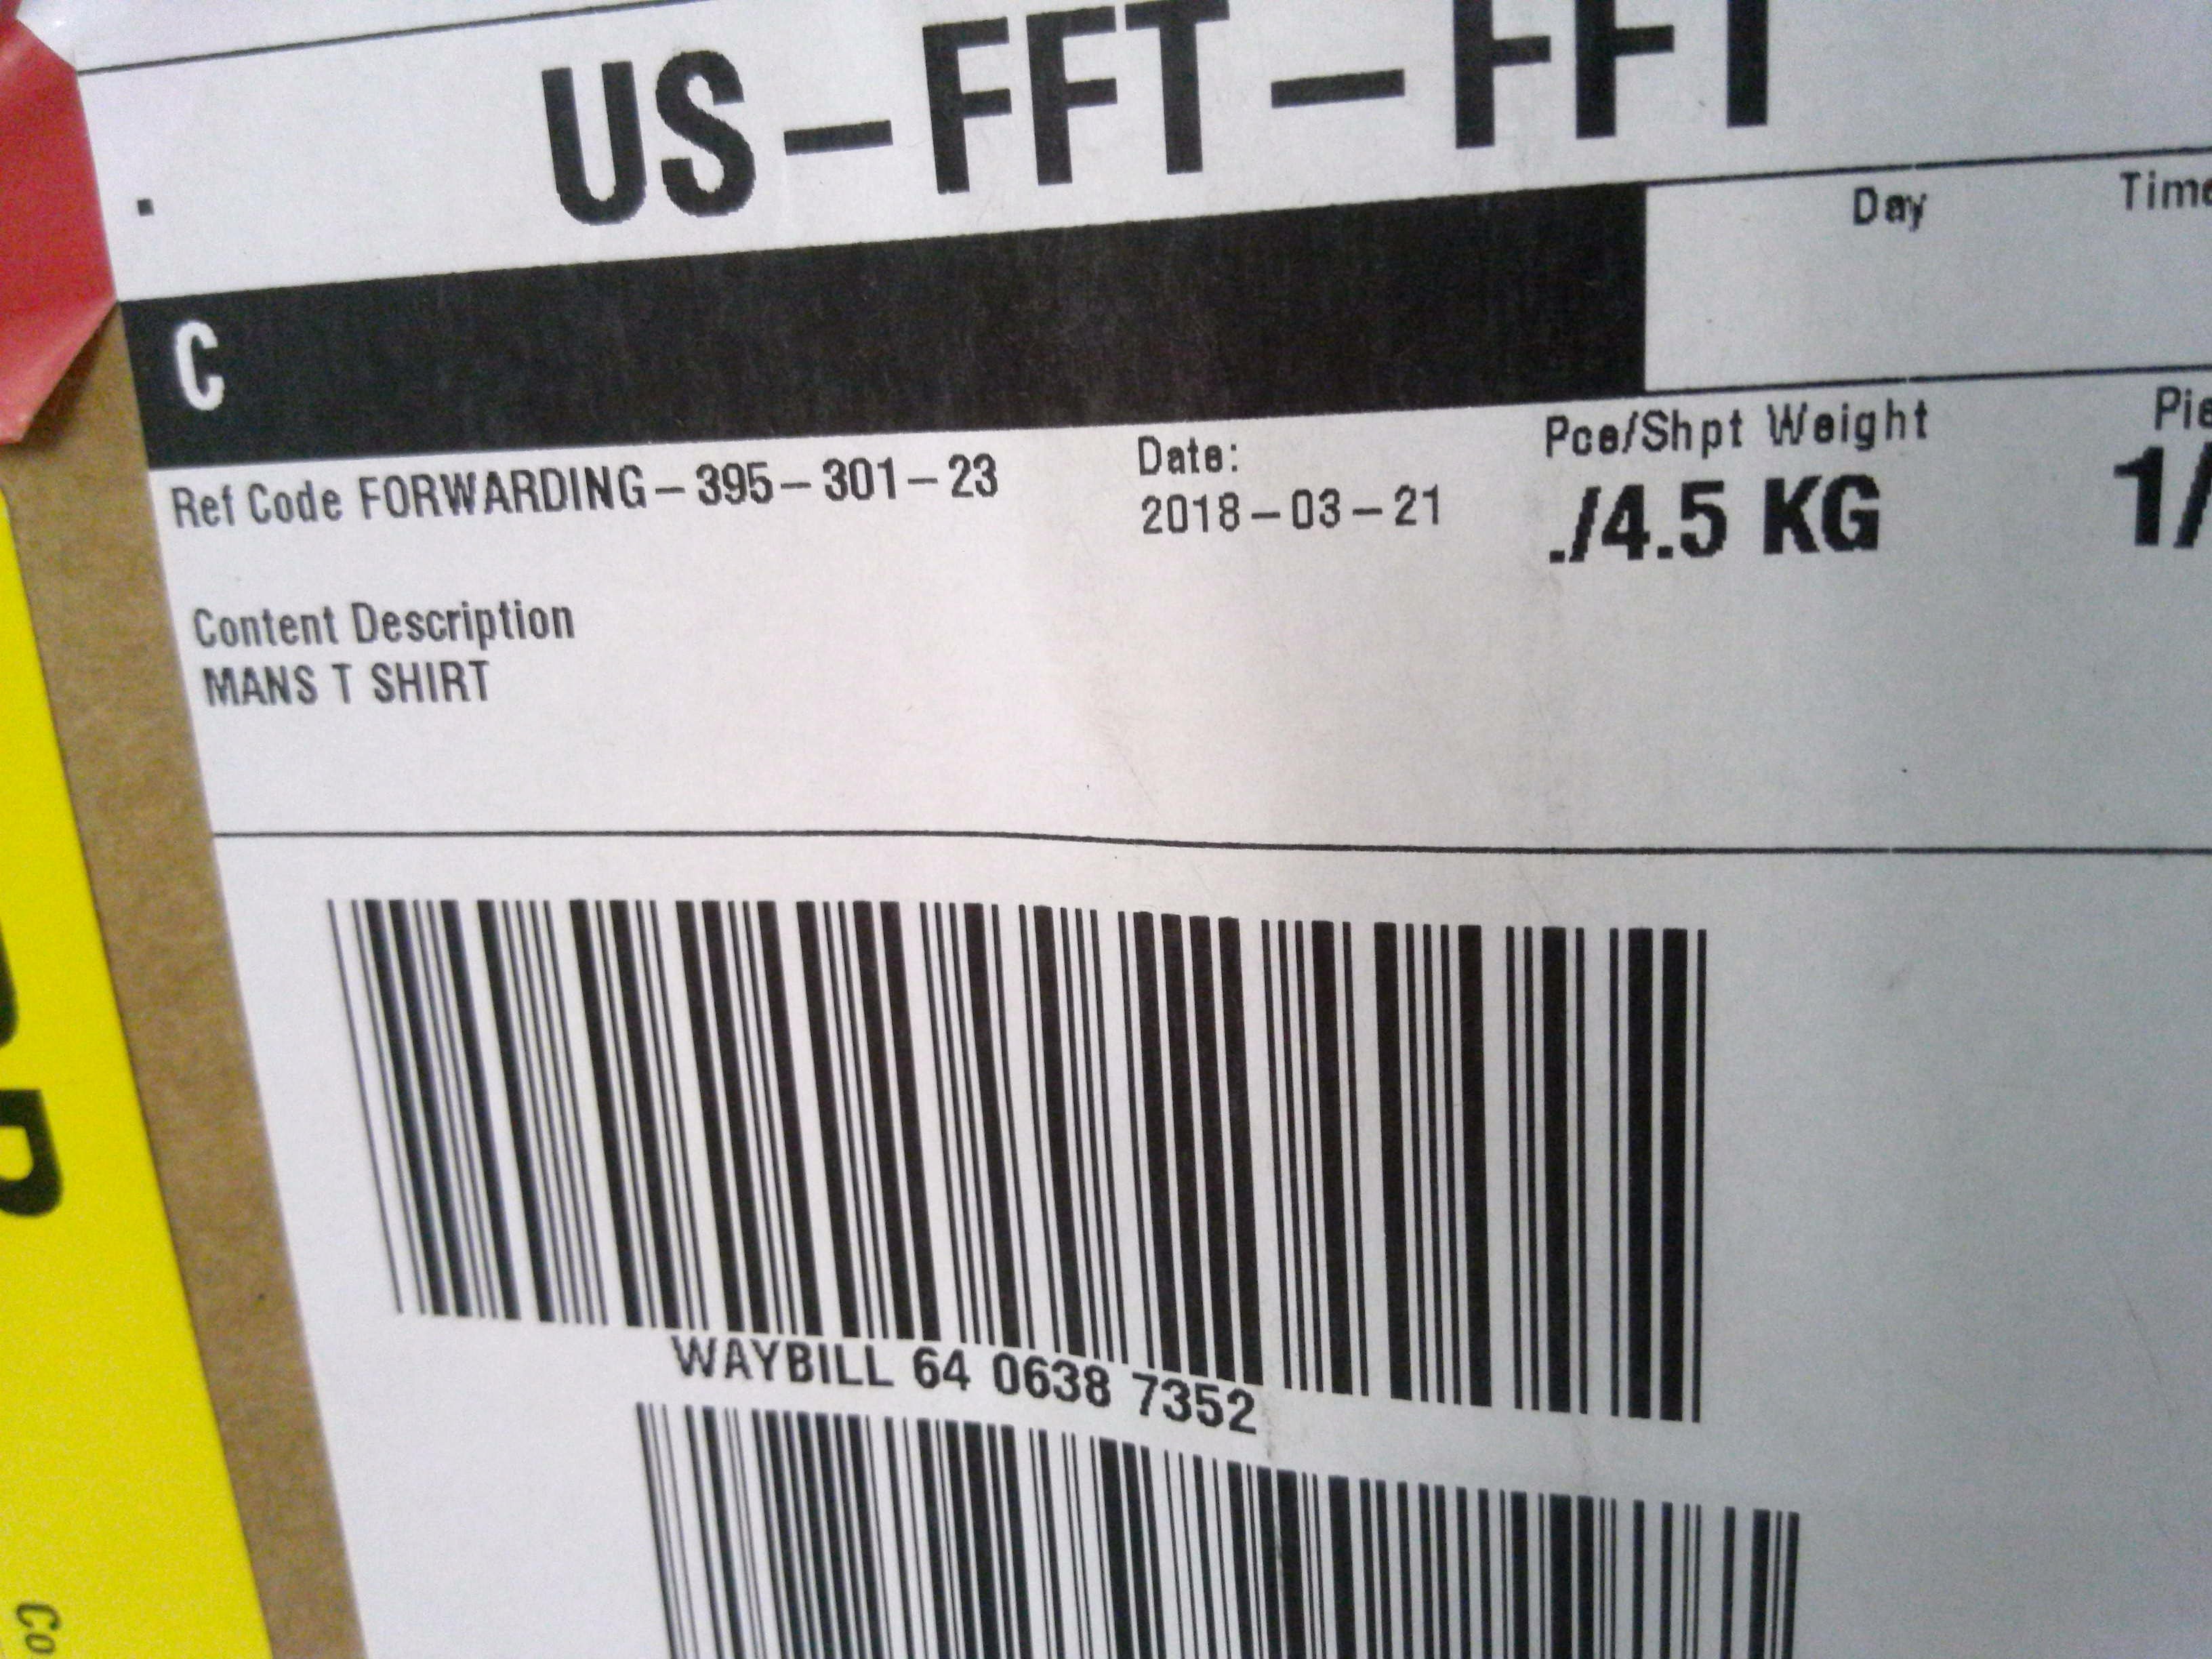 US-FFT-FFT
Day
C
Ref Code FORWARDING-395-301-23
Date:
2018-03-21
Pce/Shpt Weight
./4.5 KG
1/
Content Description
MANS T SHIRT
WAYBILL 64 0638 7352